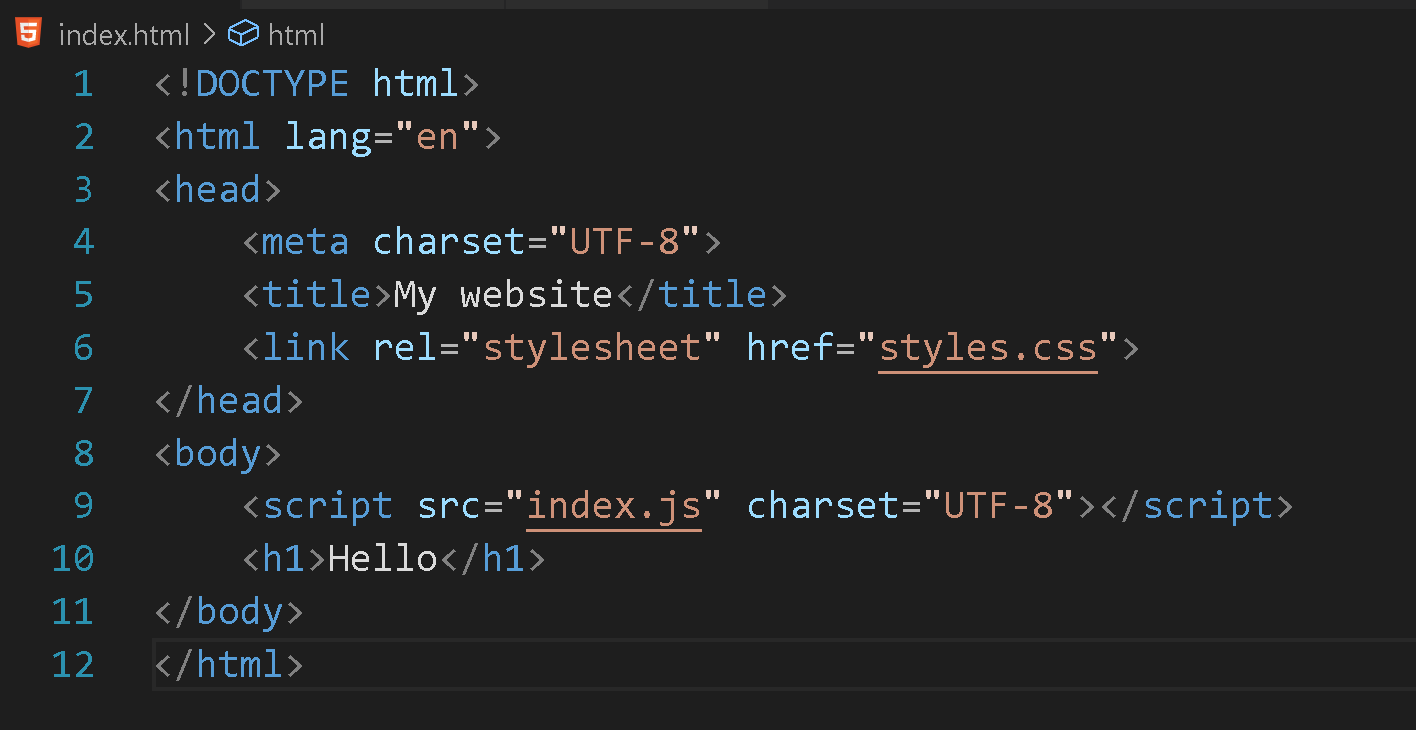 index.html > html
1 <!DOCTYPE html>
2 <html lang="en">
3 <head>
4     <meta charset="UTF-8">
5     <title>My website</title>
6     <link rel="stylesheet" href="styles.css">
7 </head>
8 <body>
9     <script src="index.js" charset="UTF-8"></script>
10     <h1>Hello</h1>
11 </body>
12 </html>